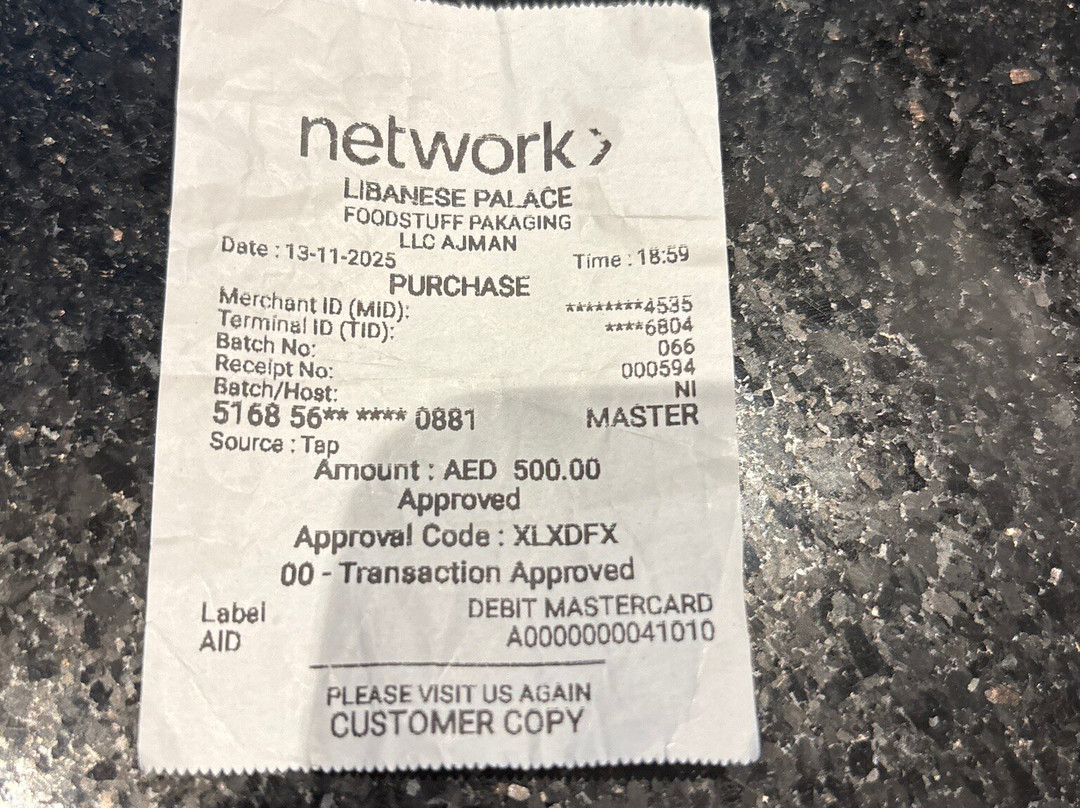 network
LIBANESE PALACE
FOODSTUFF PAKAGING
LLC AJMAN
Date : 13-11-2025 Time : 18:59
PURCHASE
Merchant ID (MID): ********4535
Terminal ID (TID): ****6804
Batch No: 066
Receipt No: 000594
Batch/Host: NI
5168 56** **** 0881 MASTER
Source : Tap
Amount : AED 500.00
Approved
Approval Code : XLXDFX
00 - Transaction Approved
Label DEBIT MASTERCARD
AID A0000000041010
PLEASE VISIT US AGAIN
CUSTOMER COPY